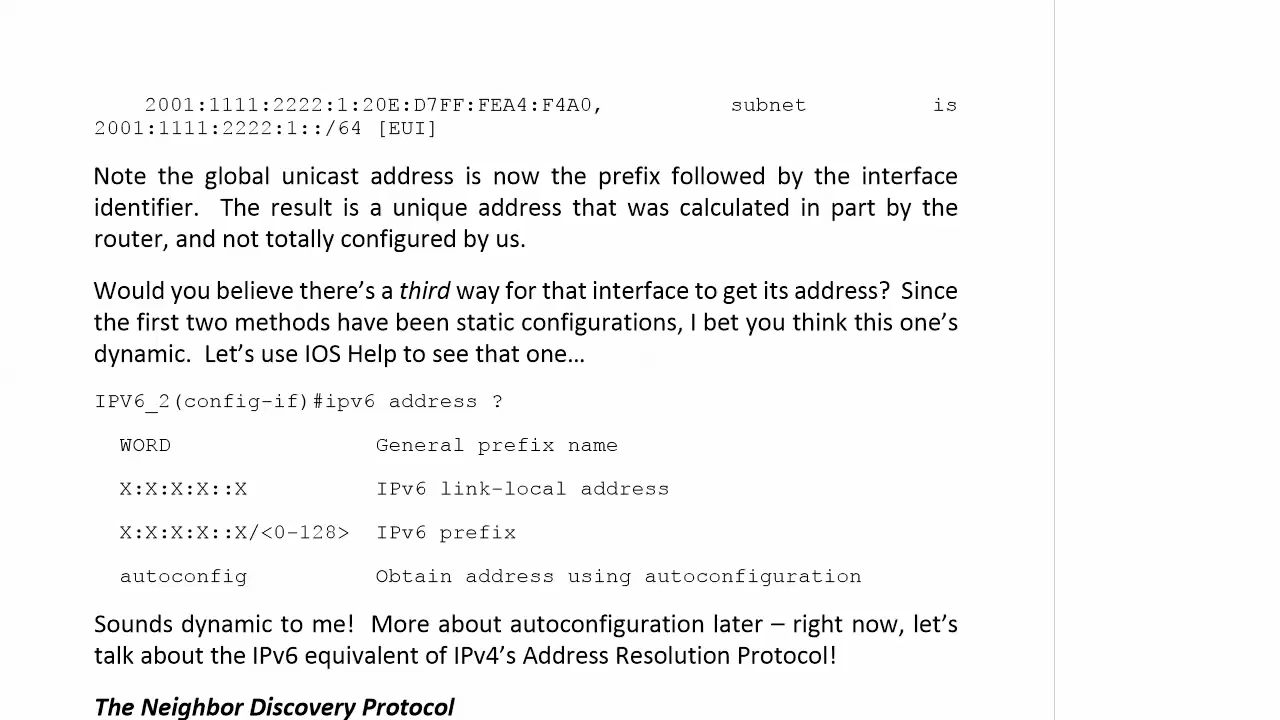 2001:1111:2222:1:20E:D7FF:FEA4:F4A0, subnet is
2001:1111:2222:1::/64 [EUI]
Note the global unicast address is now the prefix followed by the interface
identifier.  The result is a unique address that was calculated in part by the
router, and not totally configured by us.
Would you believe there’s a third way for that interface to get its address?  Since
the first two methods have been static configurations, I bet you think this one’s
dynamic.  Let’s use IOS Help to see that one…
IPV6_2(config-if)#ipv6 address ?
WORD General prefix name
X:X:X:X::X IPv6 link-local address
X:X:X:X::X/<0-128> IPv6 prefix
autoconfig Obtain address using autoconfiguration
Sounds dynamic to me!  More about autoconfiguration later – right now, let’s
talk about the IPv6 equivalent of IPv4’s Address Resolution Protocol!
The Neighbor Discovery Protocol